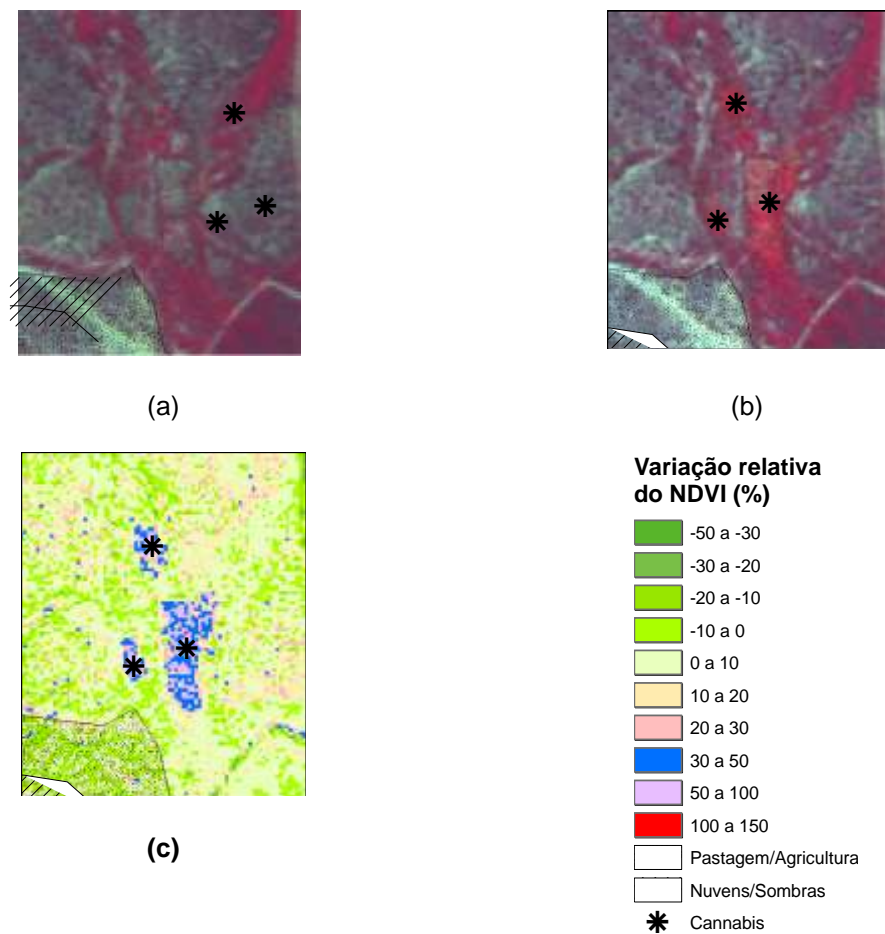 (a)
(b)
(c)
Variação relativa
do NDVI (%)
-50 a -30
-30 a -20
-20 a -10
-10 a 0
0 a 10
10 a 20
20 a 30
30 a 50
50 a 100
100 a 150
Pastagem/Agricultura
Nuvens/Sombras
Cannabis